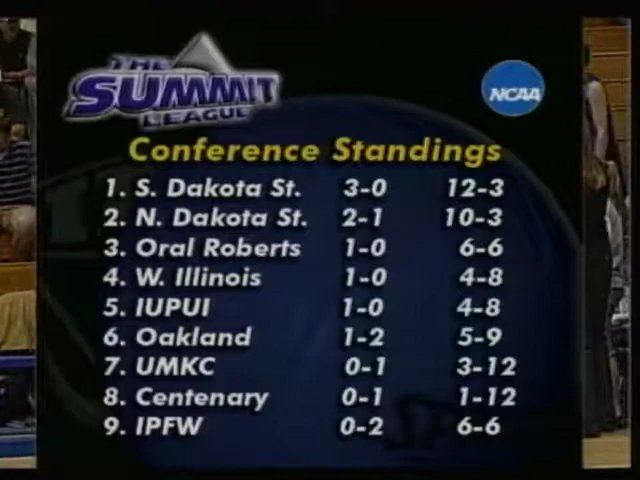 THE
SUMMIT
LEAGUE
NCAA
Conference Standings
1. S. Dakota St. 3-0 12-3
2. N. Dakota St. 2-1 10-3
3. Oral Roberts 1-0 6-6
4. W. Illinois 1-0 4-8
5. IUPUI 1-0 4-8
6. Oakland 1-2 5-9
7. UMKC 0-1 3-12
8. Centenary 0-1 1-12
9. IPFW 0-2 6-6